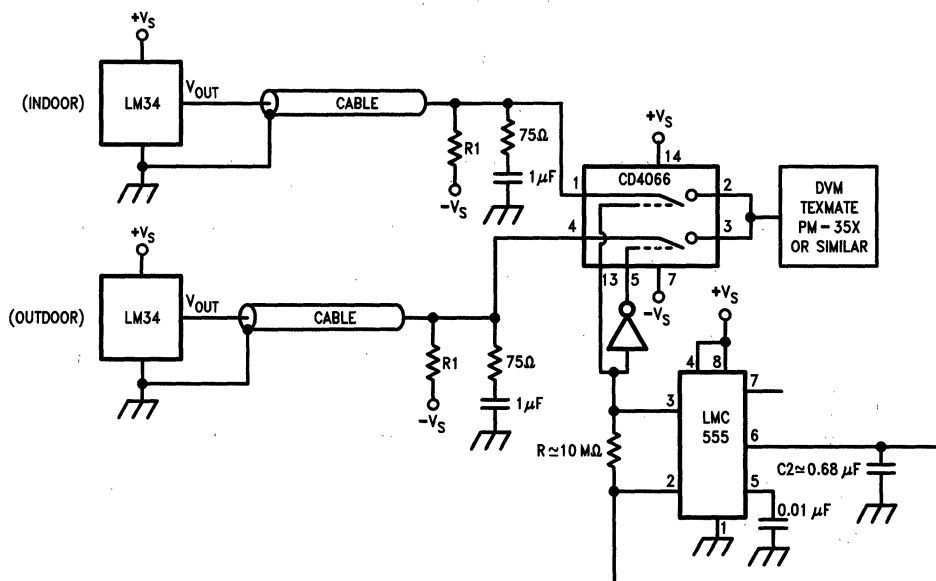 +VS
(INDOOR)
LM34
VOUT
CABLE
R1
75Ω
1μF
-VS
+VS
14
CD4066
1
2
4
3
13
5
7
-VS
DVM
TEXMATE
PM-35X
OR SIMILAR
+VS
(OUTDOOR)
LM34
VOUT
CABLE
R1
75Ω
1μF
-VS
+VS
4
8
7
3
LMC
555
6
R≃10 MΩ
C2≃0.68 μF
2
5
0.01 μF
1